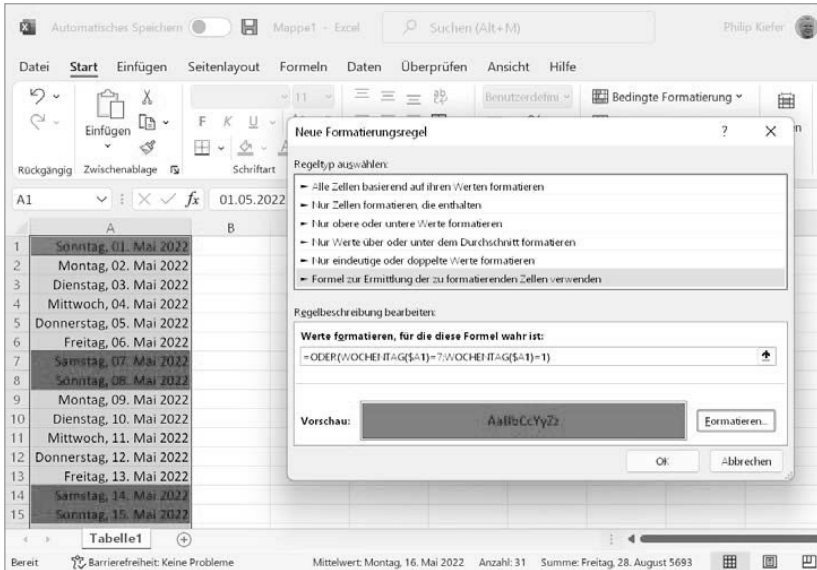 Automatisches Speichern Mappe1 - Excel Suchen (Alt+M) Philip Kiefer
Datei Start Einfügen Seitenlayout Formeln Daten Überprüfen Ansicht Hilfe
11 Benutzerdefini Bedingte Formatierung
Einfügen
F K U
Rückgängig Zwischenablage Schriftart
Neue Formatierungsregel ? X
Regeltyp auswählen:
► Alle Zellen basierend auf ihren Werten formatieren
► Nur Zellen formatieren, die enthalten
► Nur obere oder untere Werte formatieren
► Nur Werte über oder unter dem Durchschnitt formatieren
► Nur eindeutige oder doppelte Werte formatieren
► Formel zur Ermittlung der zu formatierenden Zellen verwenden
Regelbeschreibung bearbeiten:
Werte formatieren, für die diese Formel wahr ist:
=ODER(WOCHENTAG($A1)=7;WOCHENTAG($A1)=1)
Vorschau: AaBbCcYyZz Formatieren...
OK Abbrechen
A1 fx 01.05.2022
A B
1 Sonntag, 01. Mai 2022
2 Montag, 02. Mai 2022
3 Dienstag, 03. Mai 2022
4 Mittwoch, 04. Mai 2022
5 Donnerstag, 05. Mai 2022
6 Freitag, 06. Mai 2022
7 Samstag, 07. Mai 2022
8 Sonntag, 08. Mai 2022
9 Montag, 09. Mai 2022
10 Dienstag, 10. Mai 2022
11 Mittwoch, 11. Mai 2022
12 Donnerstag, 12. Mai 2022
13 Freitag, 13. Mai 2022
14 Samstag, 14. Mai 2022
15 Sonntag, 15. Mai 2022
Tabelle1
Bereit Barrierefreiheit: Keine Probleme Mittelwert: Montag, 16. Mai 2022 Anzahl: 31 Summe: Freitag, 28. August 5693